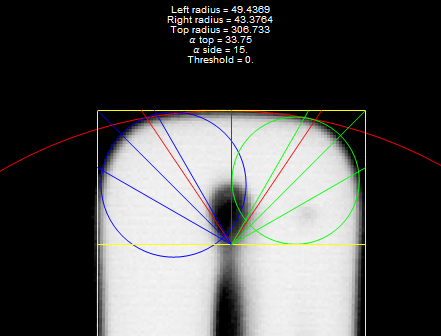 Left radius = 49.4369
Right radius = 43.3764
Top radius = 306.733
α top = 33.75
α side = 15.
Threshold = 0.